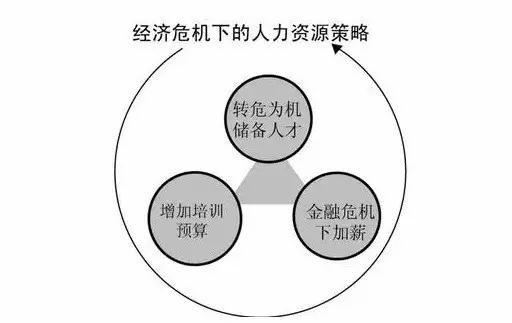 经济危机下的人力资源策略
转危为机
储备人才
增加培训
预算
金融危机
下加薪